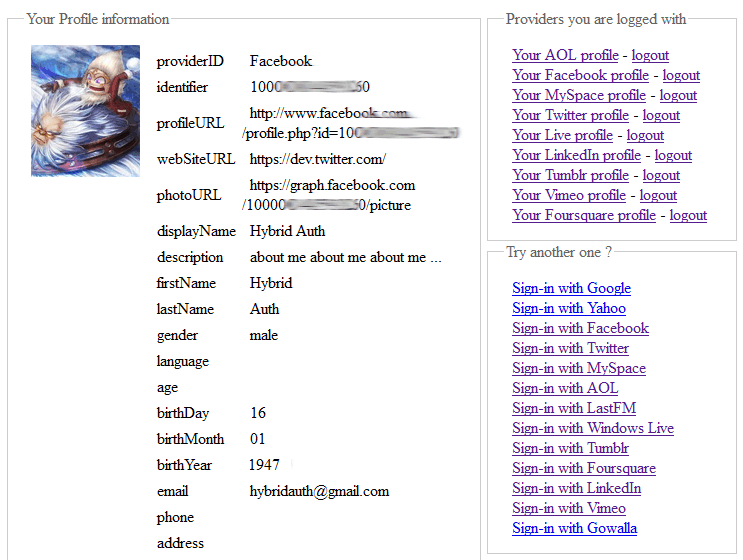 Your Profile information
providerID Facebook
identifier 1000 60
profileURL http://www.facebook.com
/profile.php?id=100
webSiteURL https://dev.twitter.com/
photoURL https://graph.facebook.com
/10000 60/picture
displayName Hybrid Auth
description about me about me about me ...
firstName Hybrid
lastName Auth
gender male
language
age
birthDay 16
birthMonth 01
birthYear 1947
email hybridauth@gmail.com
phone
address
Providers you are logged with
Your AOL profile - logout
Your Facebook profile - logout
Your MySpace profile - logout
Your Twitter profile - logout
Your Live profile - logout
Your LinkedIn profile - logout
Your Tumblr profile - logout
Your Vimeo profile - logout
Your Foursquare profile - logout
Try another one ?
Sign-in with Google
Sign-in with Yahoo
Sign-in with Facebook
Sign-in with Twitter
Sign-in with MySpace
Sign-in with AOL
Sign-in with LastFM
Sign-in with Windows Live
Sign-in with Tumblr
Sign-in with Foursquare
Sign-in with LinkedIn
Sign-in with Vimeo
Sign-in with Gowalla